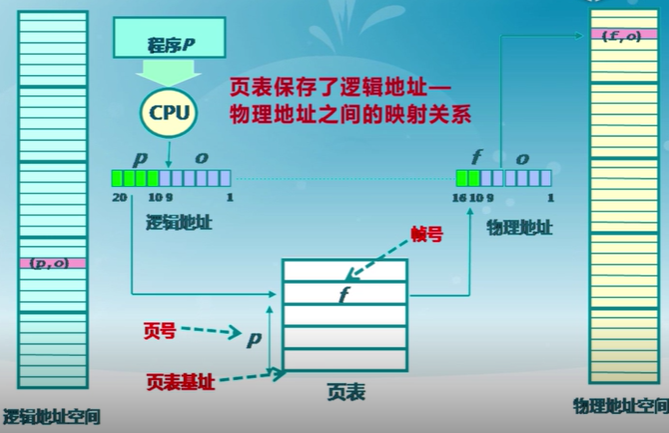 程序P
(f,o)
CPU
页表保存了逻辑地址—
物理地址之间的映射关系
p o
f o
20 10 9 1
16 10 9 1
逻辑地址
物理地址
帧号
(p,o)
f
页号
p
页表基址
页表
逻辑地址空间
物理地址空间